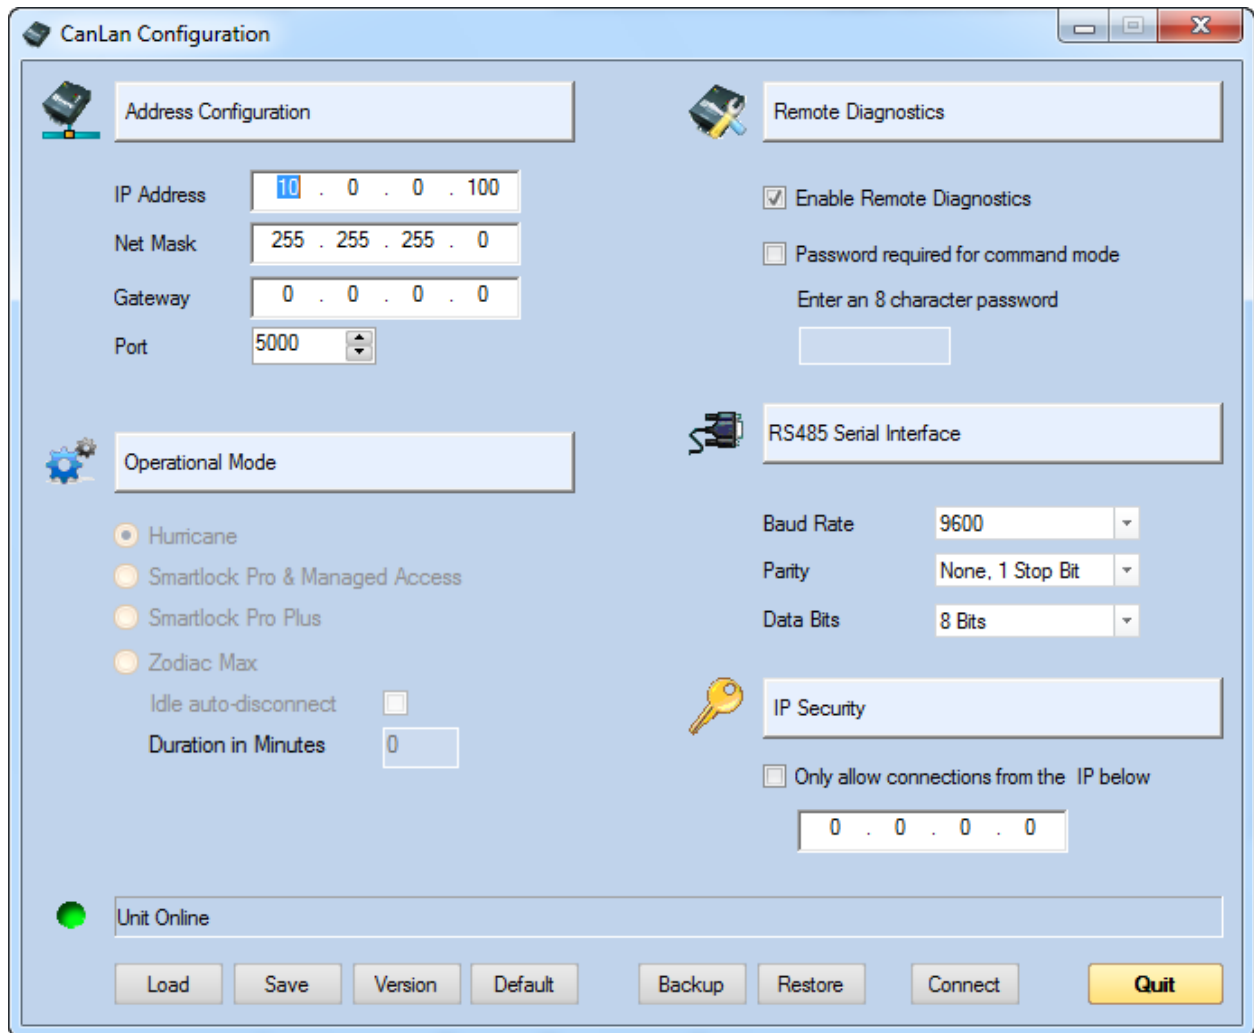 CanLan Configuration
Address Configuration
IP Address 10 . 0 . 0 . 100
Net Mask 255 . 255 . 255 . 0
Gateway 0 . 0 . 0 . 0
Port 5000
Operational Mode
Hurricane
Smartlock Pro & Managed Access
Smartlock Pro Plus
Zodiac Max
Idle auto-disconnect
Duration in Minutes 0
Remote Diagnostics
Enable Remote Diagnostics
Password required for command mode
Enter an 8 character password
RS485 Serial Interface
Baud Rate 9600
Parity None, 1 Stop Bit
Data Bits 8 Bits
IP Security
Only allow connections from the IP below
0 . 0 . 0 . 0
Unit Online
Load Save Version Default Backup Restore Connect Quit